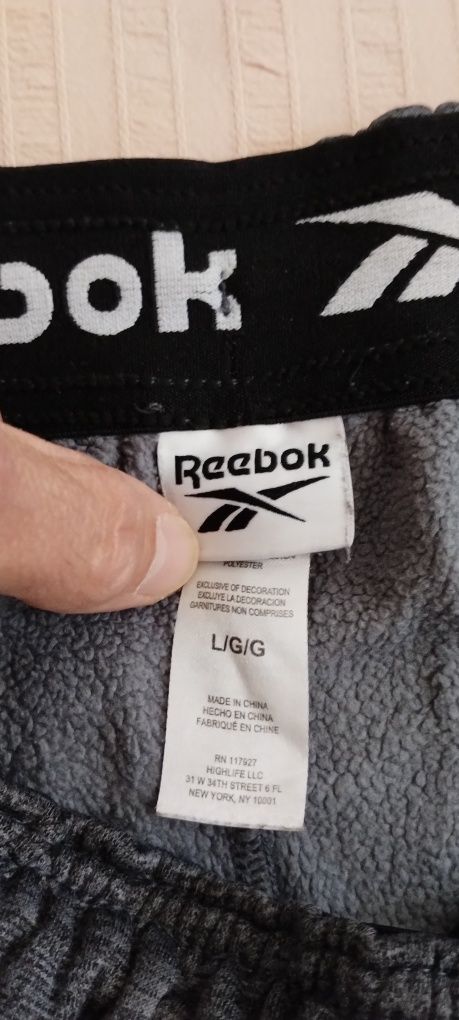 bok
Reebok
POLYESTER
EXCLUSIVE OF DECORATION
EXCLUYE LA DECORACION
GARNITURES NON COMPRISES
L/G/G
MADE IN CHINA
HECHO EN CHINA
FABRIQUÉ EN CHINE
RN 117927
HIGHLIFE LLC
31 W 34TH STREET 6 FL
NEW YORK, NY 10001